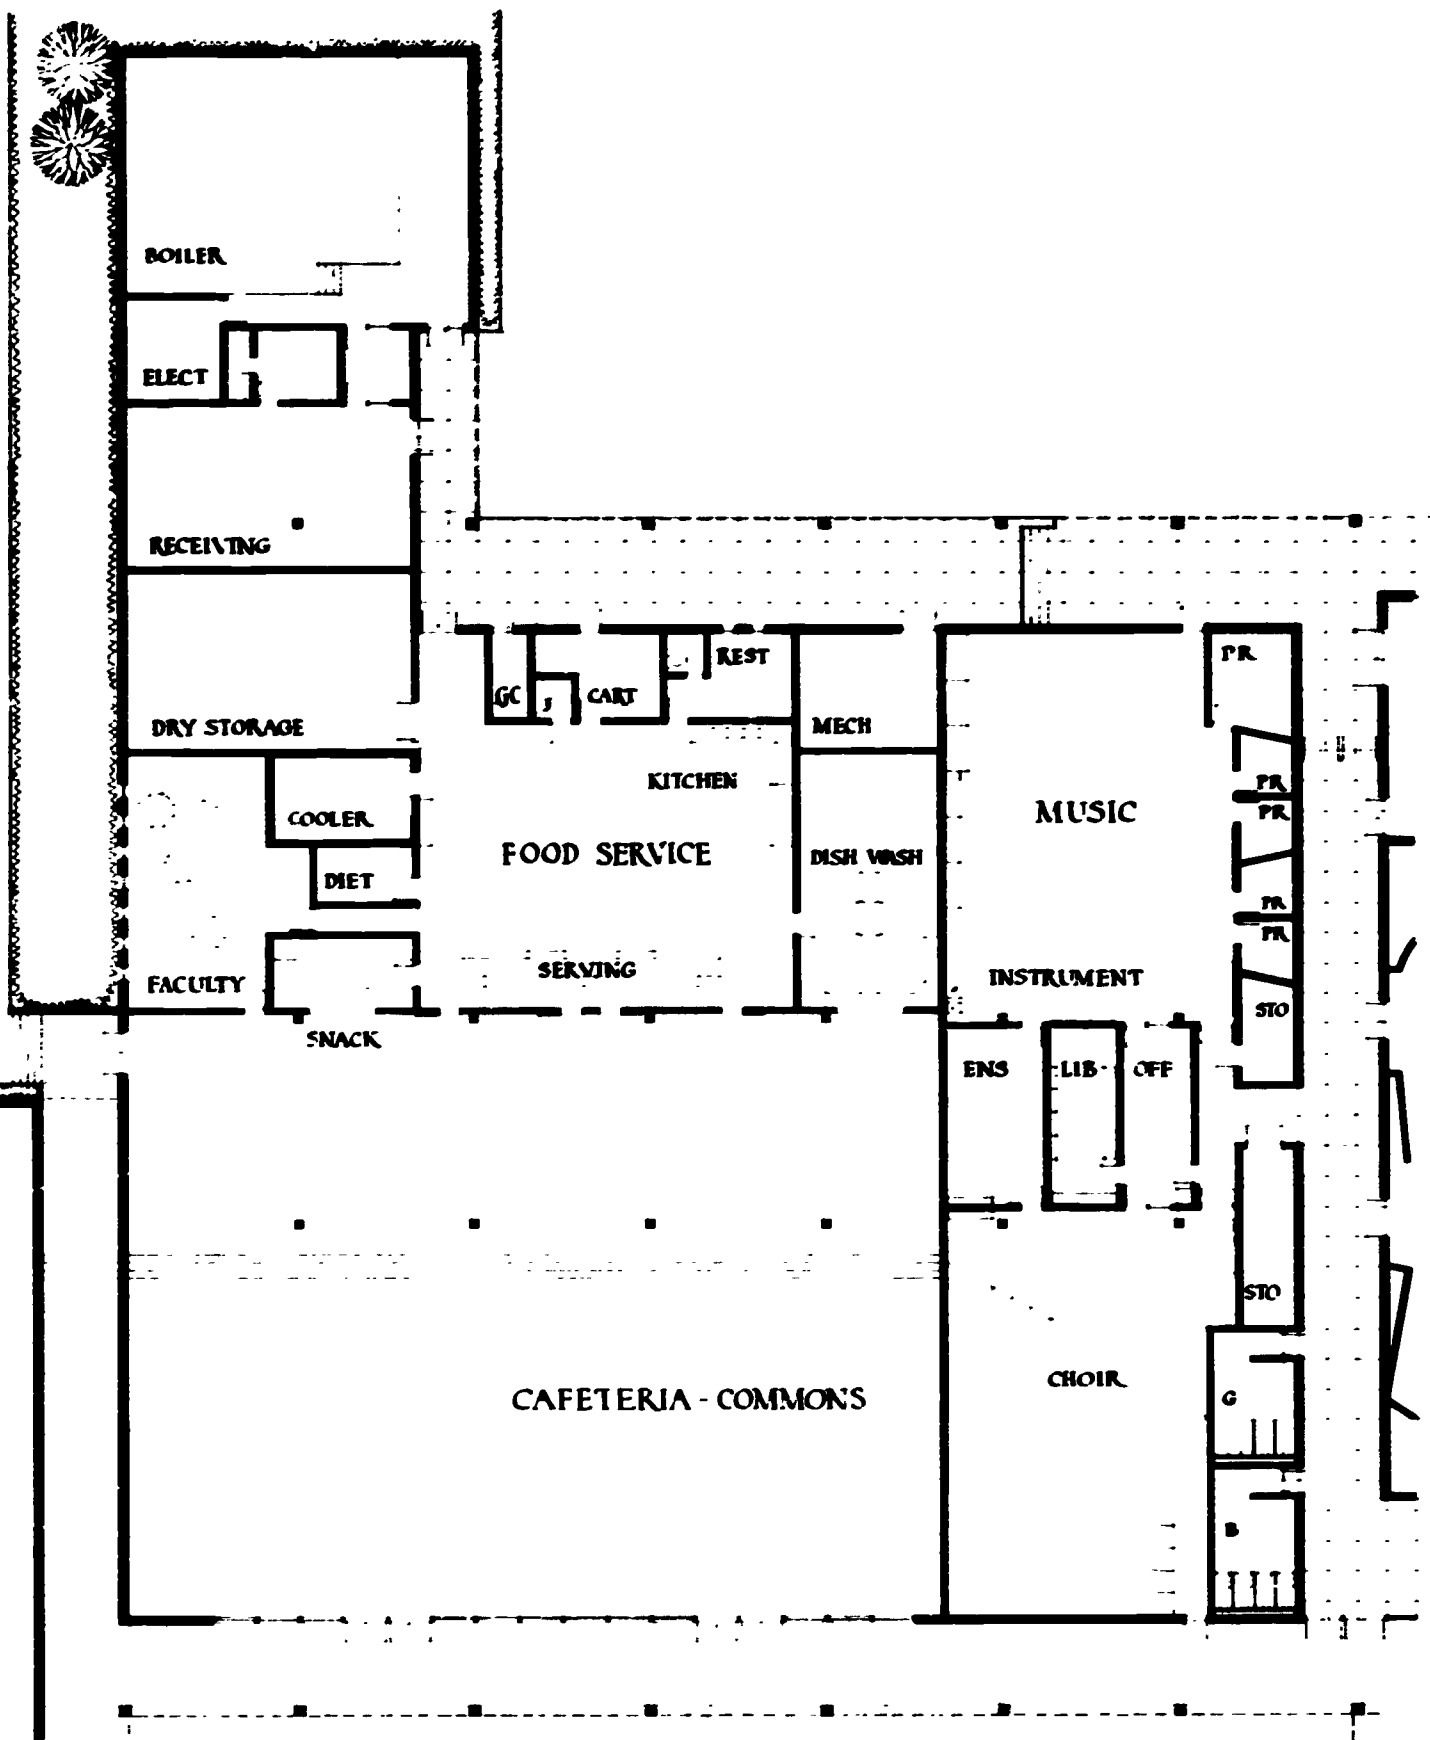 BOILER
ELECT
RECEIVING
REST
PR
GC
J
CART
DRY STORAGE
MECH
KITCHEN
PR
COOLER
MUSIC
PR
FOOD SERVICE
DISH WASH
DIET
PR
PR
SERVING
INSTRUMENT
FACULTY
STO
SNACK
ENS
LIB
OFF
STO
CHOIR
CAFETERIA - COMMONS
G
B